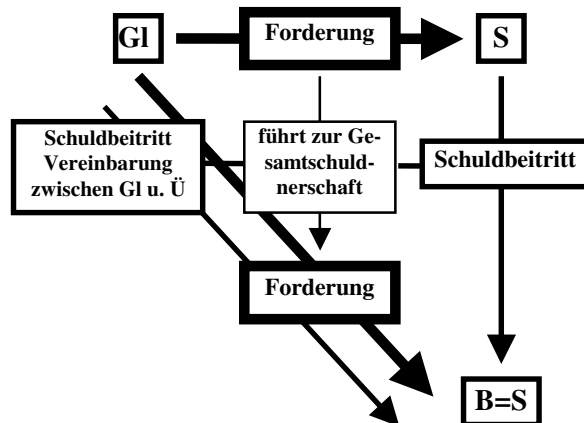 Gl
Forderung
S
Schuldbeitritt
Vereinbarung
zwischen Gl u. Ü
führt zur Ge-
samtschuld-
nerschaft
Schuldbeitritt
Forderung
B=S